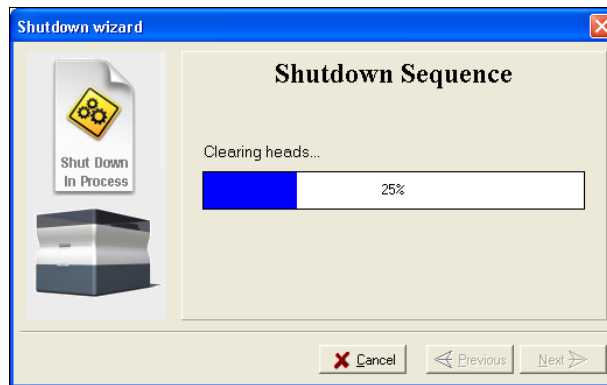 Shutdown wizard
Shutdown Sequence
Shut Down
In Process
Clearing heads...
25%
Cancel
Previous
Next